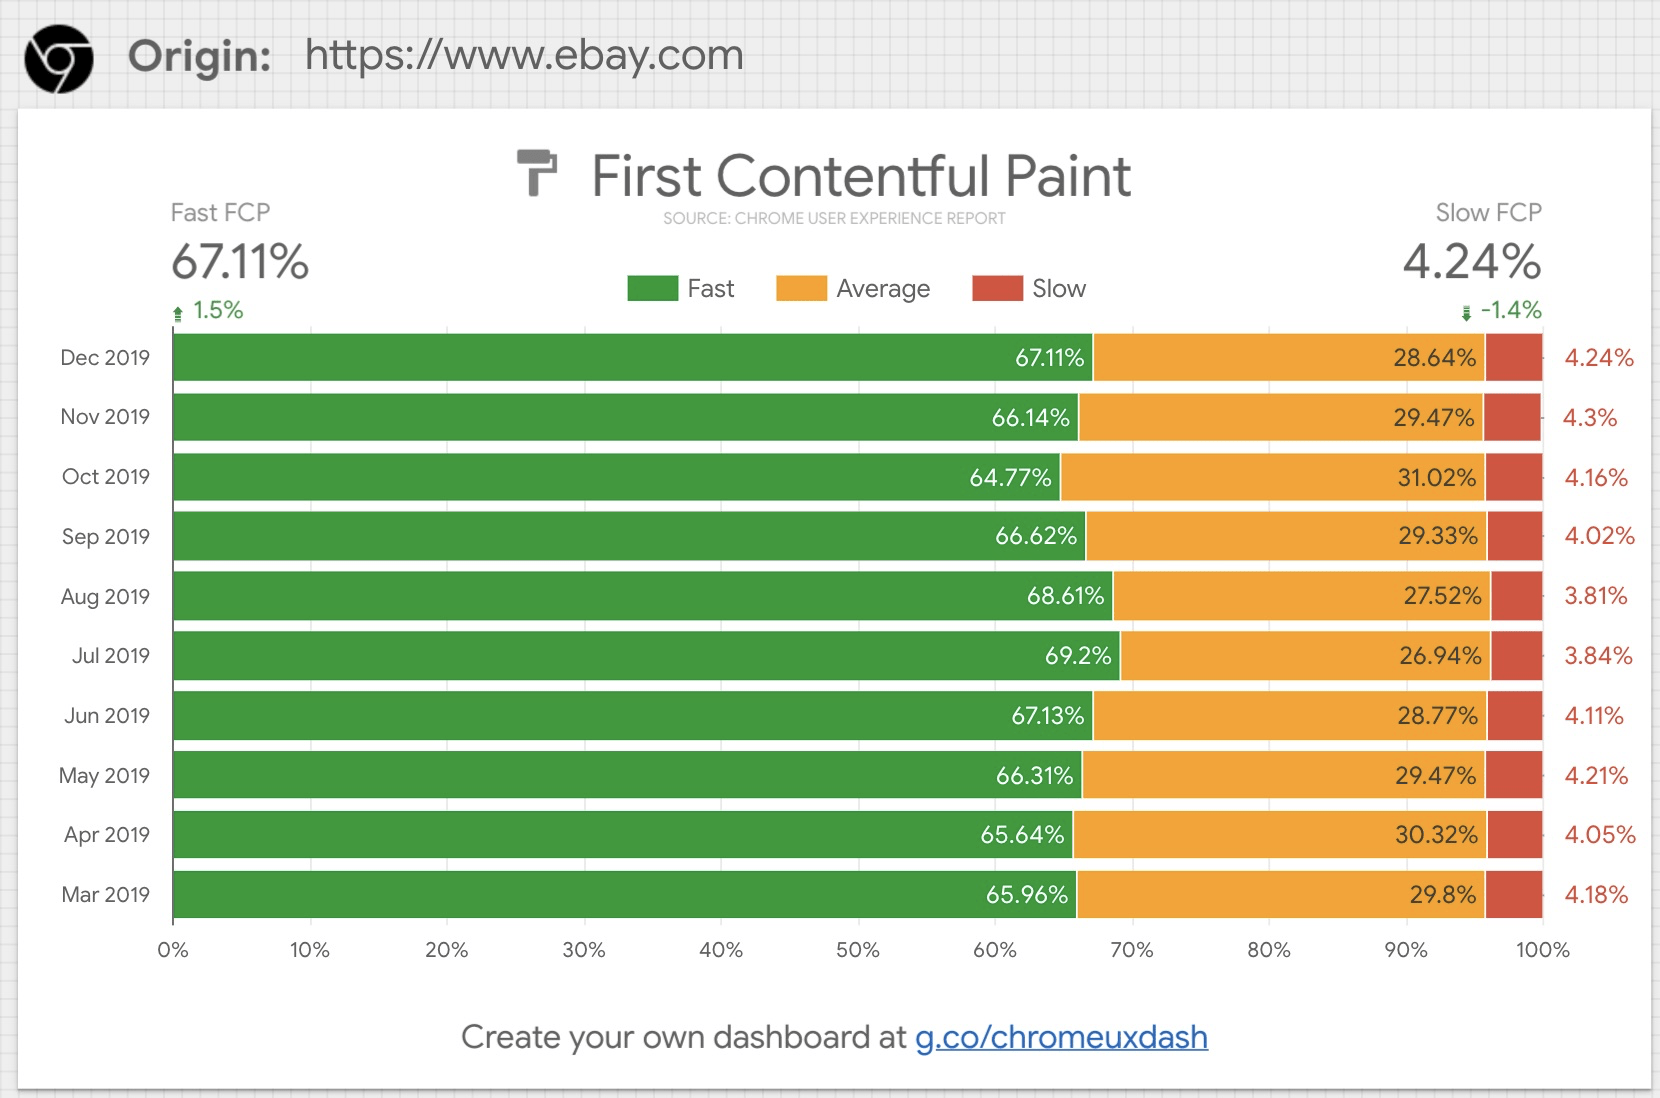 Origin: https://www.ebay.com
First Contentful Paint
SOURCE: CHROME USER EXPERIENCE REPORT
Fast FCP
67.11%
1.5%
Slow FCP
4.24%
-1.4%
Fast Average Slow
Dec 2019 67.11% 28.64% 4.24%
Nov 2019 66.14% 29.47% 4.3%
Oct 2019 64.77% 31.02% 4.16%
Sep 2019 66.62% 29.33% 4.02%
Aug 2019 68.61% 27.52% 3.81%
Jul 2019 69.2% 26.94% 3.84%
Jun 2019 67.13% 28.77% 4.11%
May 2019 66.31% 29.47% 4.21%
Apr 2019 65.64% 30.32% 4.05%
Mar 2019 65.96% 29.8% 4.18%
0% 10% 20% 30% 40% 50% 60% 70% 80% 90% 100%
Create your own dashboard at g.co/chromeuxdash